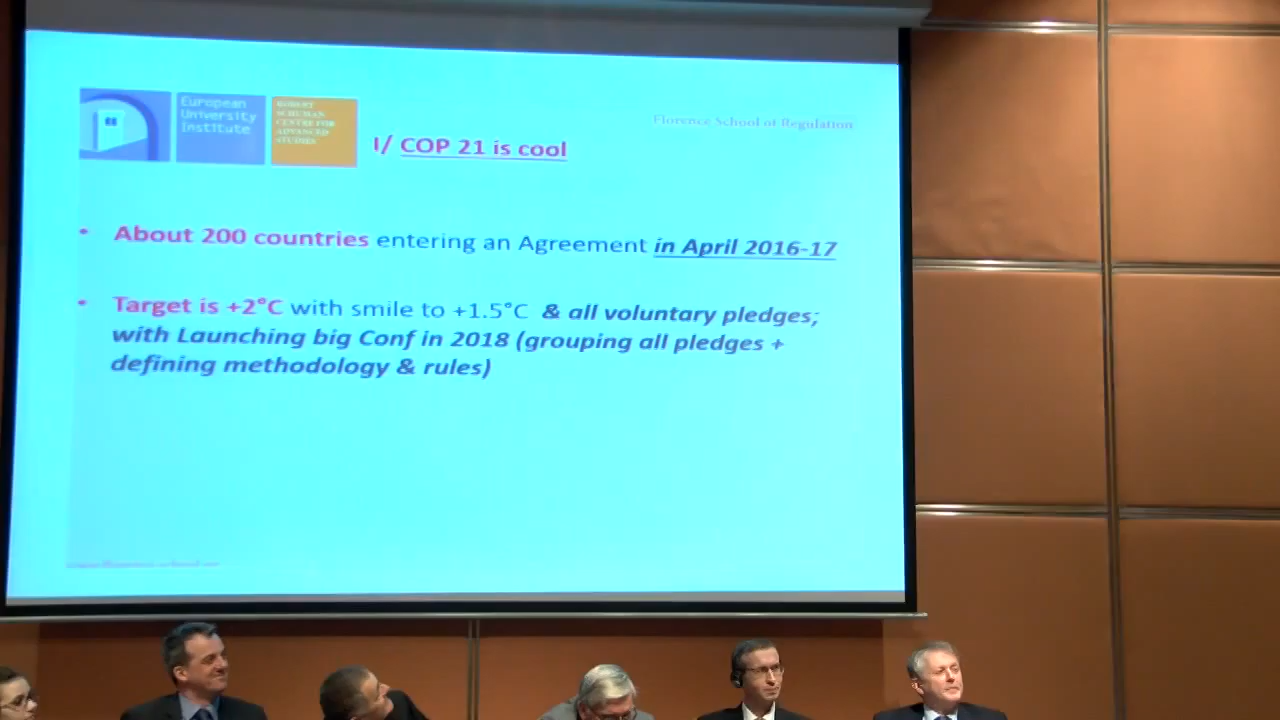 European
University
Institute
ROBERT
SCHUMAN
CENTRE FOR
ADVANCED
STUDIES
Florence School of Regulation
I/ COP 21 is cool
• About 200 countries entering an Agreement in April 2016-17
• Target is +2°C with smile to +1.5°C & all voluntary pledges;
with Launching big Conf in 2018 (grouping all pledges +
defining methodology & rules)